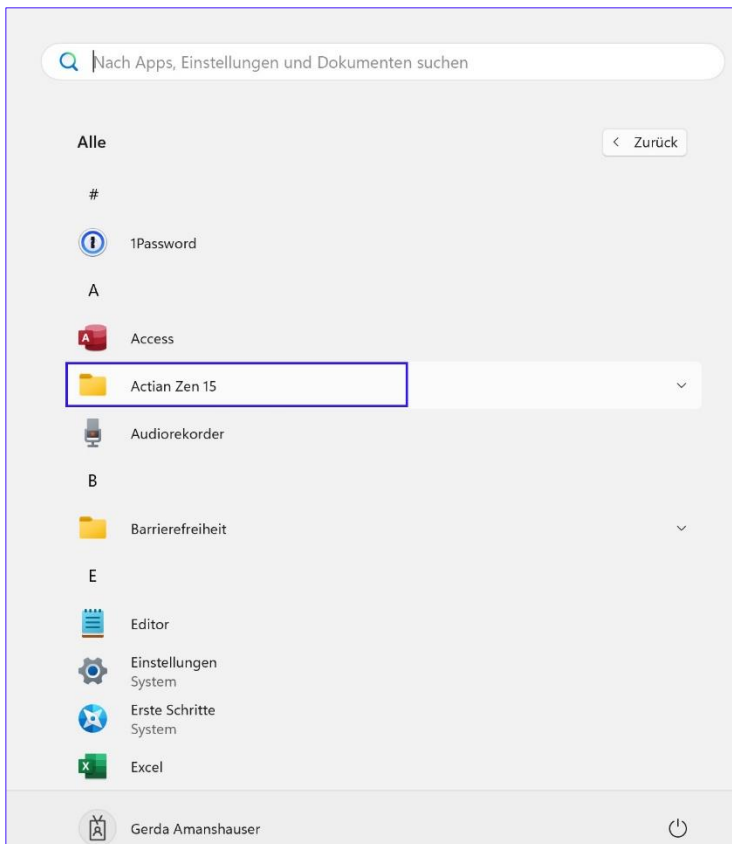 Nach Apps, Einstellungen und Dokumenten suchen
Alle
Zurück
#
1Password
A
Access
Actian Zen 15
Audiorekorder
B
Barrierefreiheit
E
Editor
Einstellungen
System
Erste Schritte
System
Excel
Gerda Amanshauser